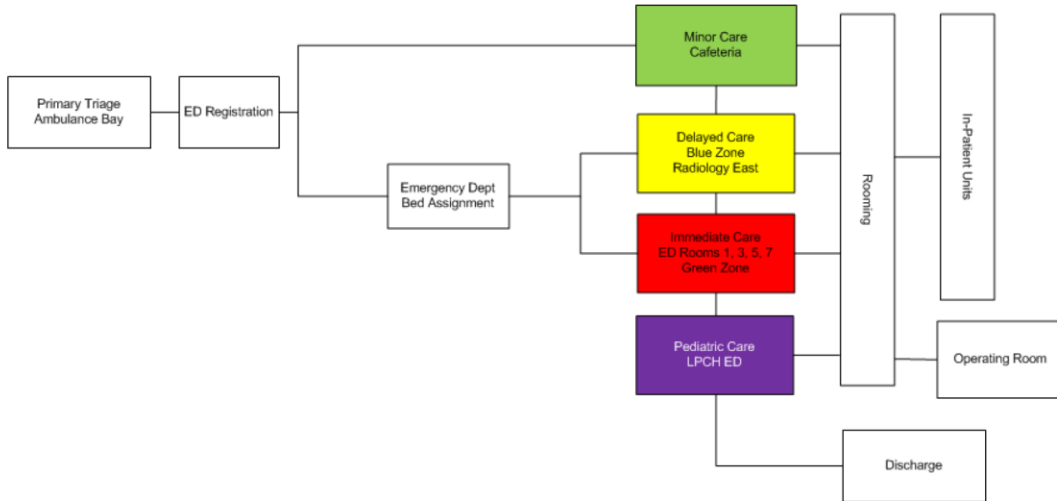 Primary Triage
Ambulance Bay
ED Registration
Emergency Dept
Bed Assignment
Minor Care
Cafeteria
Delayed Care
Blue Zone
Radiology East
Immediate Care
ED Rooms 1, 3, 5, 7
Green Zone
Pediatric Care
LPCH ED
Rooming
In-Patient Units
Operating Room
Discharge